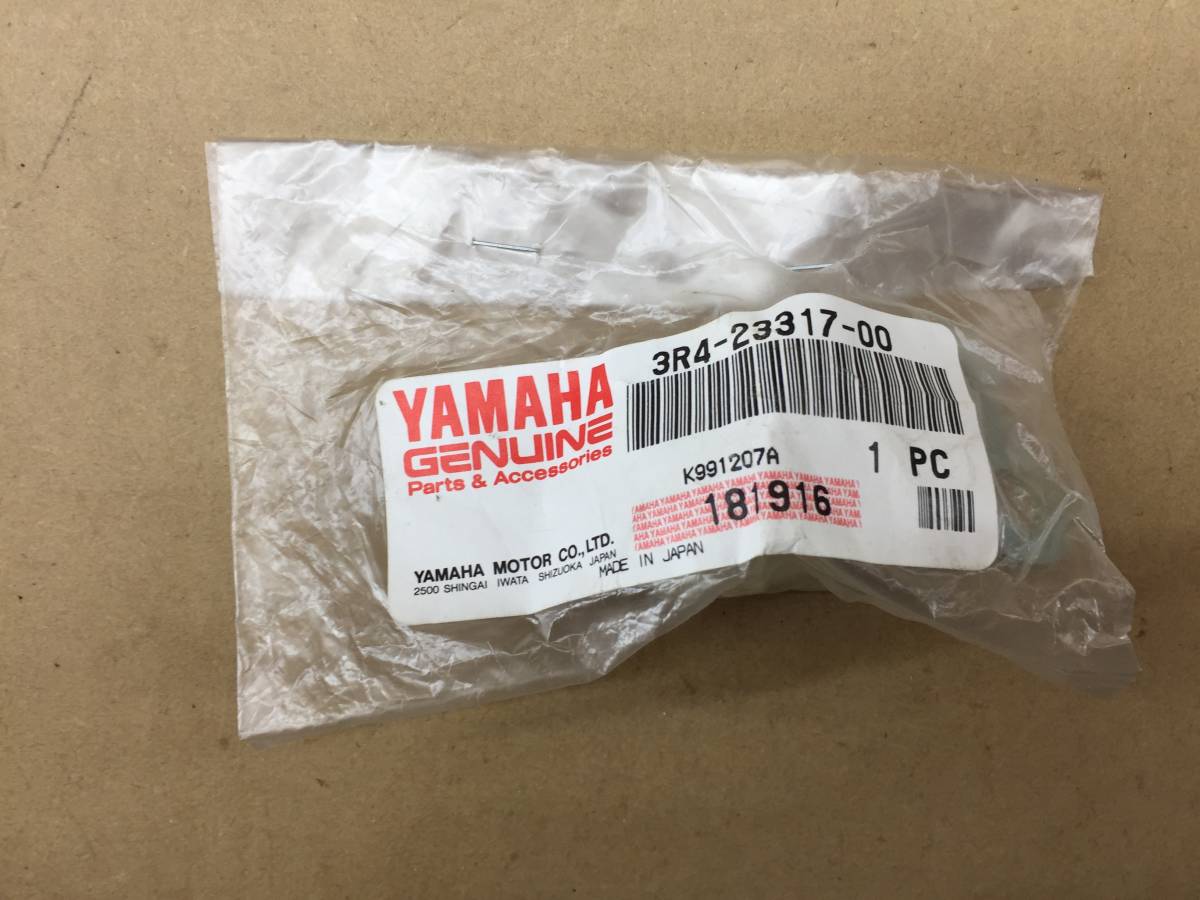 3R4-23317-00
YAMAHA
GENUINE
Parts & Accessories
K991207A
1 PC
181916
YAMAHA MOTOR CO., LTD.
2500 SHINGAI IWATA SHIZUOKA JAPAN
MADE IN JAPAN